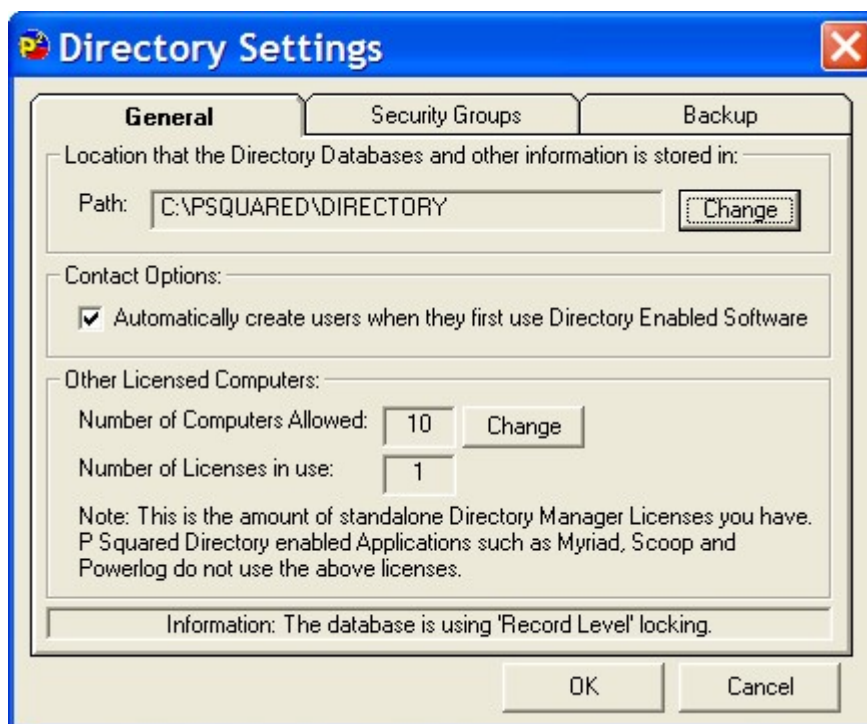 P²
Directory Settings
General
Security Groups
Backup
Location that the Directory Databases and other information is stored in:
Path:
C:\PSQUARED\DIRECTORY
Change
Contact Options:
Automatically create users when they first use Directory Enabled Software
Other Licensed Computers:
Number of Computers Allowed:
10
Change
Number of Licenses in use:
1
Note: This is the amount of standalone Directory Manager Licenses you have.
P Squared Directory enabled Applications such as Myriad, Scoop and
Powerlog do not use the above licenses.
Information: The database is using 'Record Level' locking.
OK
Cancel